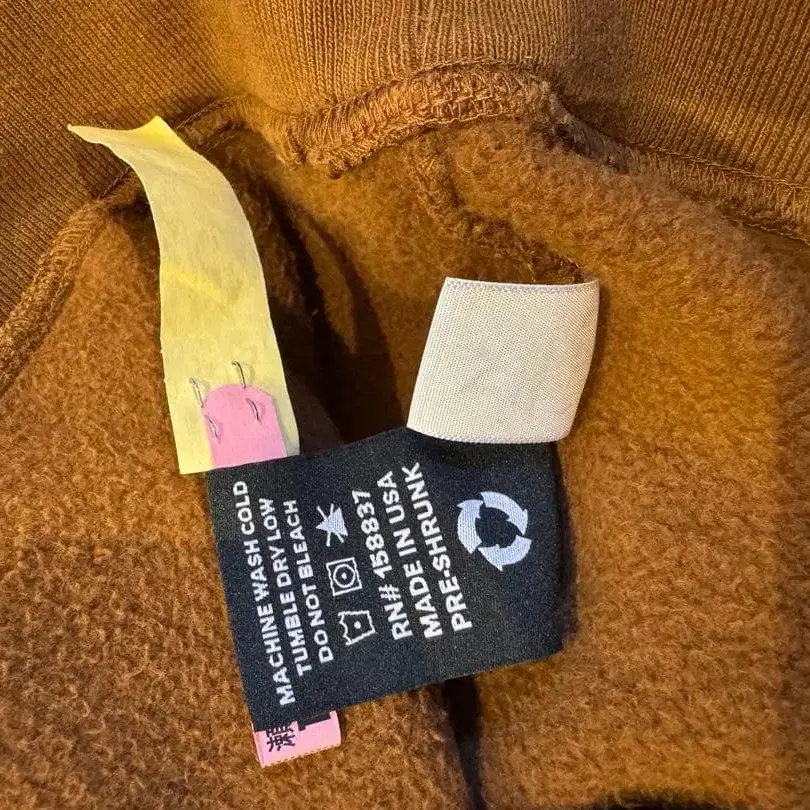 MACHINE WASH COLD
TUMBLE DRY LOW
DO NOT BLEACH
RN# 158837
MADE IN USA
PRE-SHRUNK